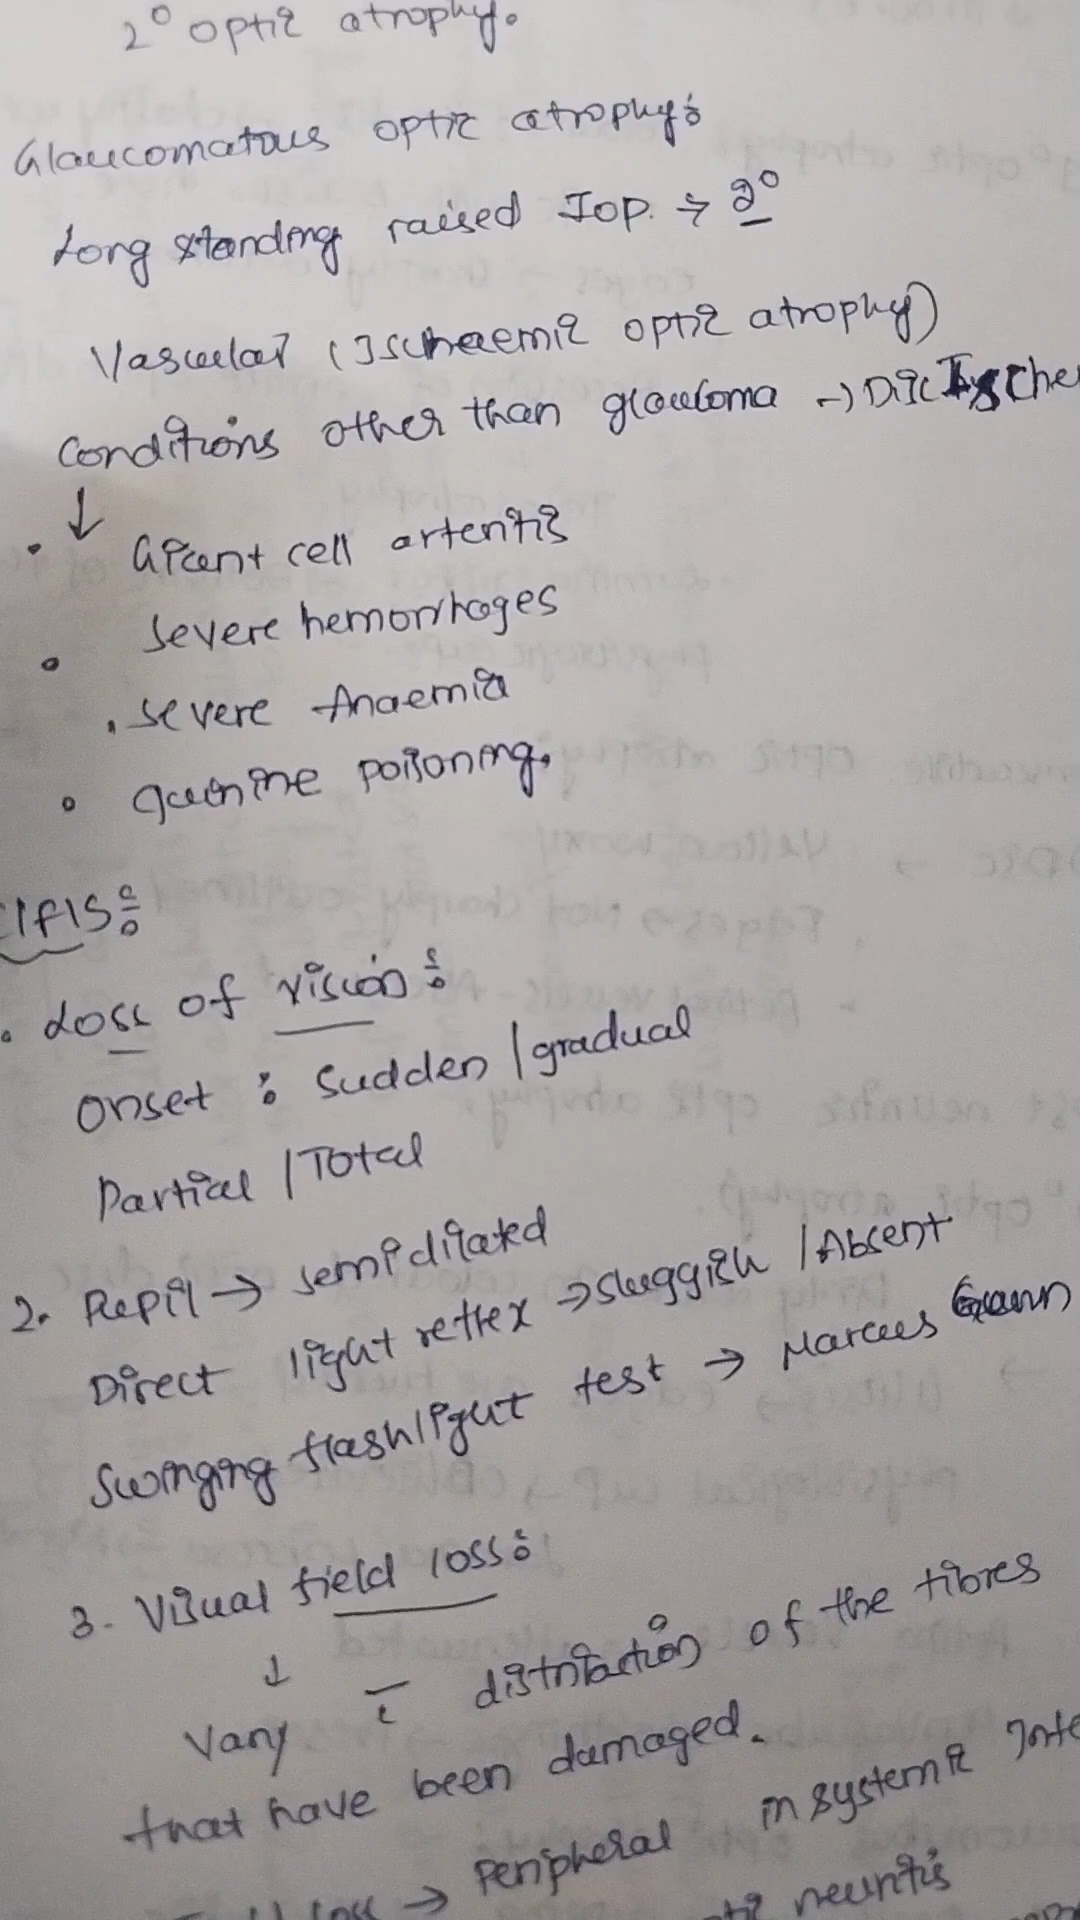 2° optic atrophy.
Glaucomatous optic atrophy:
Long standing raised IOP. → 2°
Vascular (Ischaemic optic atrophy)
Conditions other than glaucoma → Disc Ische
↓
• Giant cell arteritis
• Severe hemorrhages
• Severe Anaemia
• Quinine poisoning.
C/F/S:
• Loss of vision:
Onset: Sudden / gradual
Partial / Total
2. Pupil → semidilated
Direct light reflex → sluggish / Absent
Swinging flashlight test → Marcus Gunn
3. Visual field loss:
↓
Vary c̄ distribution of the fibres
that have been damaged.
loss → Peripheral in systemic
neuritis